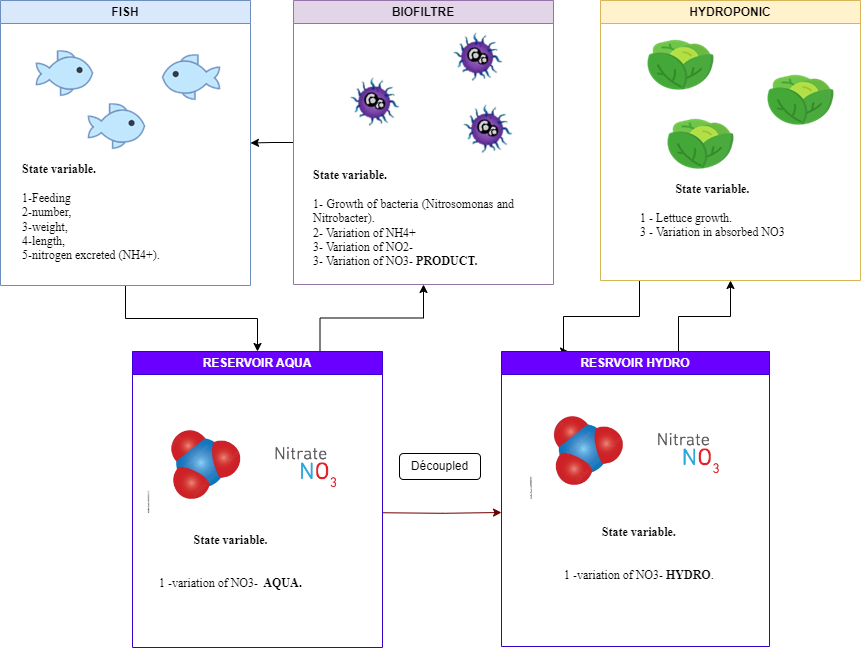 FISH
State variable.
1-Feeding
2-number,
3-weight,
4-length,
5-nitrogen excreted (NH4+).
BIOFILTRE
State variable.
1- Growth of bacteria (Nitrosomonas and
Nitrobacter).
2- Variation of NH4+
3- Variation of NO2-
3- Variation of NO3- PRODUCT.
HYDROPONIC
State variable.
1 - Lettuce growth.
3 - Variation in absorbed NO3
RESERVOIR AQUA
Nitrate
NO3
State variable.
1 -variation of NO3- AQUA.
Découpled
RESRVOIR HYDRO
Nitrate
NO3
State variable.
1 -variation of NO3- HYDRO.